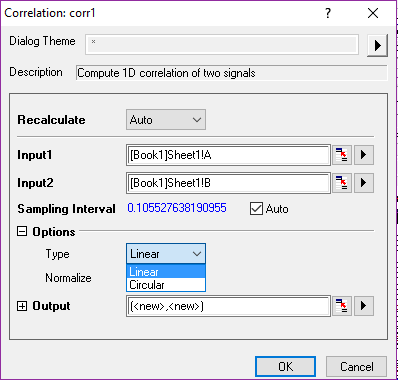 Correlation: corr1
Dialog Theme *
Description Compute 1D correlation of two signals
Recalculate Auto
Input1 [Book1]Sheet1!A
Input2 [Book1]Sheet1!B
Sampling Interval 0.105527638190955 Auto
Options
Type Linear
Linear
Normalize Circular
Output (<new>,<new>)
OK Cancel